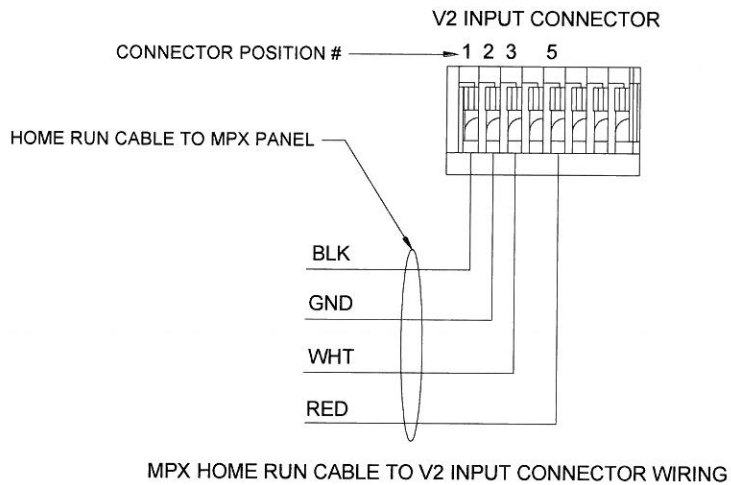 V2 INPUT CONNECTOR
CONNECTOR POSITION # 1 2 3 5
HOME RUN CABLE TO MPX PANEL
BLK
GND
WHT
RED
MPX HOME RUN CABLE TO V2 INPUT CONNECTOR WIRING